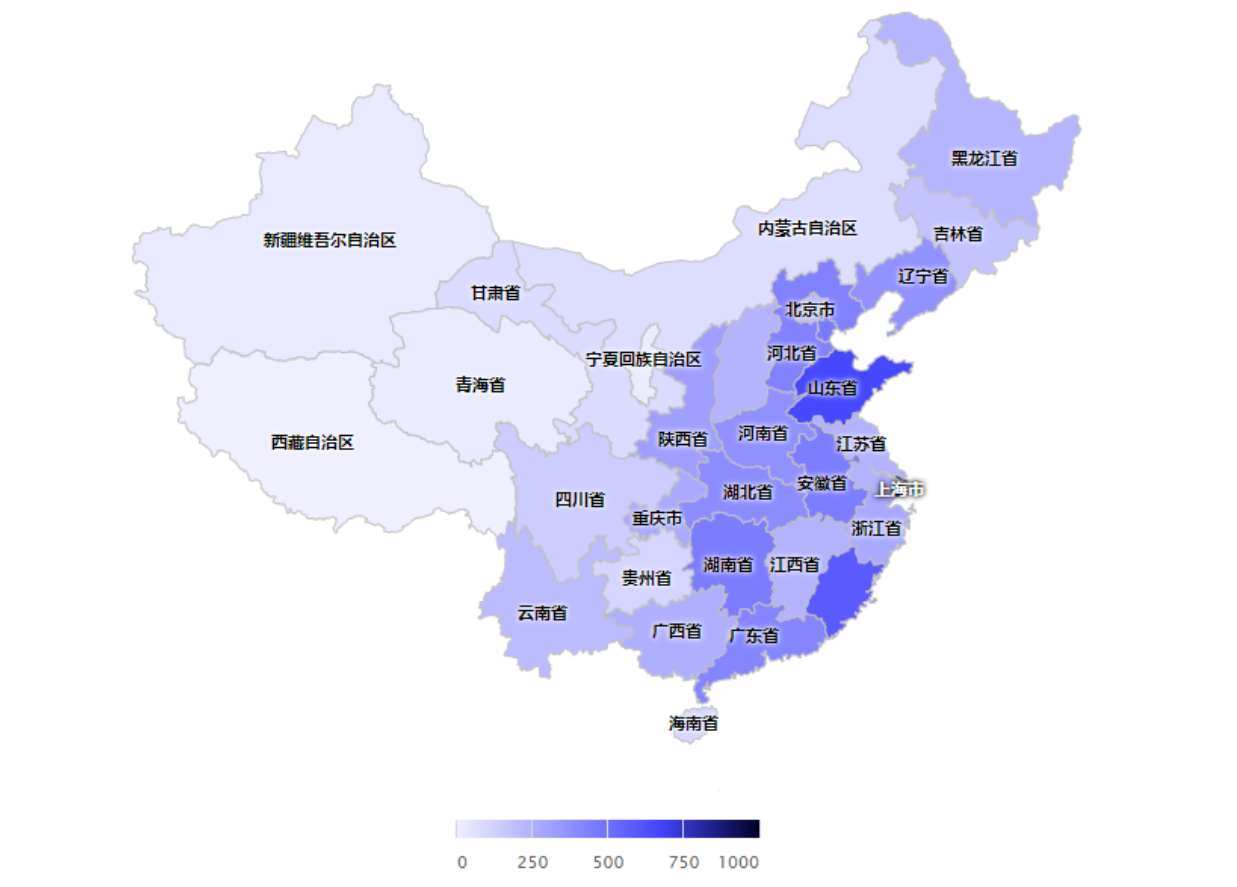 黑龙江省
内蒙古自治区
吉林省
新疆维吾尔自治区
辽宁省
甘肃省
北京市
宁夏回族自治区
河北省
青海省
山东省
西藏自治区
陕西省
河南省
江苏省
四川省
湖北省
安徽省
上海市
重庆市
浙江省
贵州省
湖南省
江西省
云南省
广西省
广东省
海南省
0 250 500 750 1000